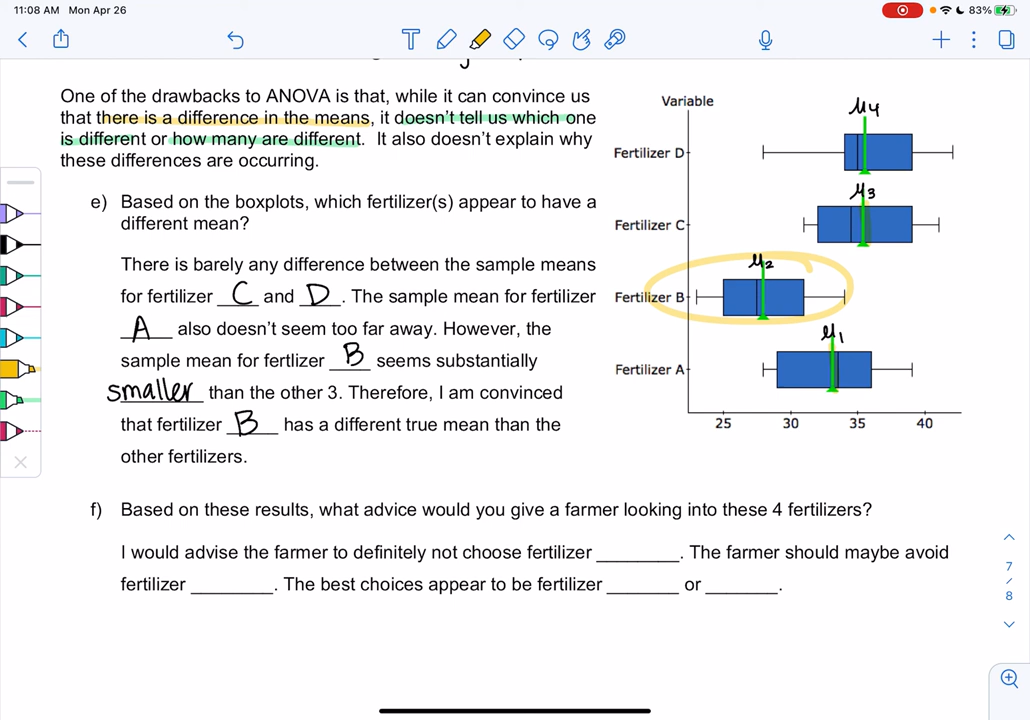 11:08 AM Mon Apr 26
83%
T
One of the drawbacks to ANOVA is that, while it can convince us
that there is a difference in the means, it doesn't tell us which one
is different or how many are different. It also doesn't explain why
these differences are occurring.
e) Based on the boxplots, which fertilizer(s) appear to have a
different mean?
There is barely any difference between the sample means
for fertilizer C and D. The sample mean for fertilizer
A also doesn't seem too far away. However, the
sample mean for fertlizer B seems substantially
smaller than the other 3. Therefore, I am convinced
that fertilizer B has a different true mean than the
other fertilizers.
Variable
μ4
Fertilizer D
μ3
Fertilizer C
μ2
Fertilizer B
μ1
Fertilizer A
25 30 35 40
f) Based on these results, what advice would you give a farmer looking into these 4 fertilizers?
I would advise the farmer to definitely not choose fertilizer ________. The farmer should maybe avoid
fertilizer ________. The best choices appear to be fertilizer _______ or _______.
7
/
8